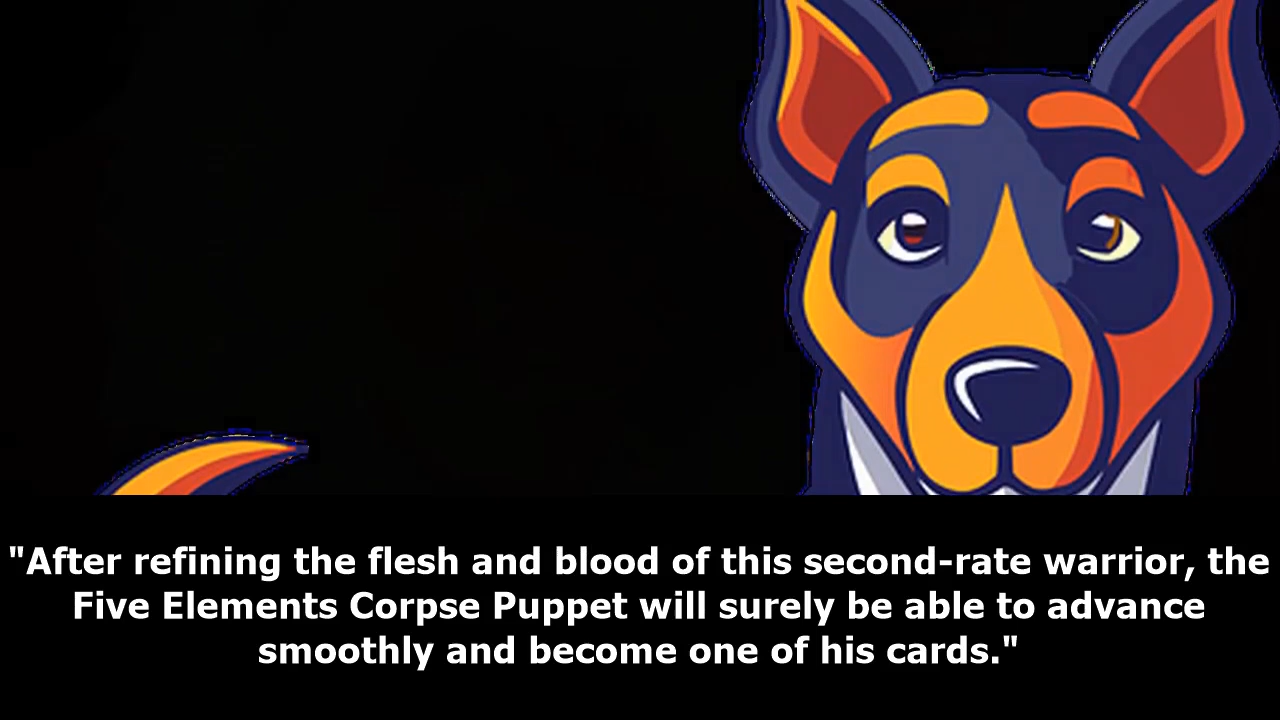 "After refining the flesh and blood of this second-rate warrior, the
Five Elements Corpse Puppet will surely be able to advance
smoothly and become one of his cards."